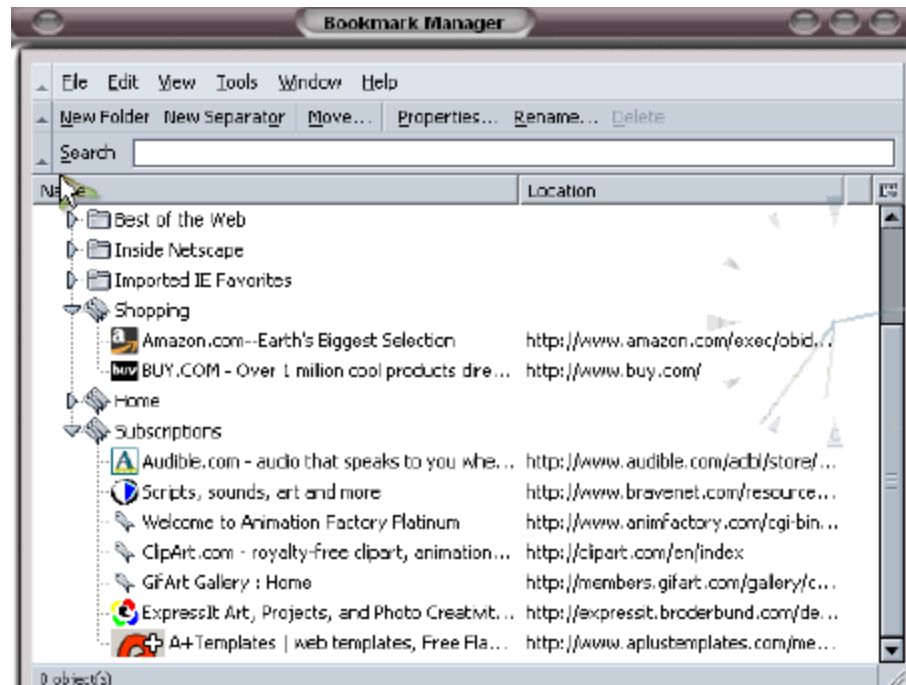 Bookmark Manager
File Edit View Tools Window Help
New Folder New Separator Move... Properties... Rename... Delete
Search
Name Location
Best of the Web
Inside Netscape
Imported IE Favorites
Shopping
Amazon.com--Earth's Biggest Selection http://www.amazon.com/exec/obid...
BUY.COM - Over 1 million cool products dire... http://www.buy.com/
Home
Subscriptions
Audible.com - audio that speaks to you whe... http://www.audible.com/adbl/store/...
Scripts, sounds, art and more http://www.bravenet.com/resource...
Welcome to Animation Factory Platinum http://www.animfactory.com/cgi-bin...
ClipArt.com - royalty-free clipart, animation... http://clipart.com/en/index
GifArt Gallery : Home http://members.gifart.com/gallery/c...
ExpressIt Art, Projects, and Photo Creativit... http://expressit.broderbund.com/de...
A+Templates | web templates, Free Fla... http://www.aplustemplates.com/me...
0 object(s)